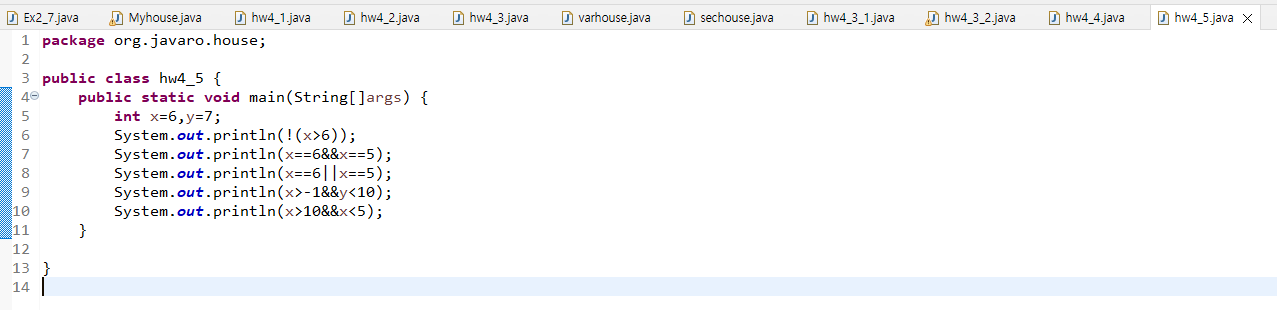 Ex2_7.java Myhouse.java hw4_1.java hw4_2.java hw4_3.java varhouse.java sechouse.java hw4_3_1.java hw4_3_2.java hw4_4.java hw4_5.java
1 package org.javaro.house;
2
3 public class hw4_5 {
4 public static void main(String[]args) {
5 int x=6,y=7;
6 System.out.println(!(x>6));
7 System.out.println(x==6&&x==5);
8 System.out.println(x==6||x==5);
9 System.out.println(x>-1&&y<10);
10 System.out.println(x>10&&x<5);
11 }
12
13 }
14